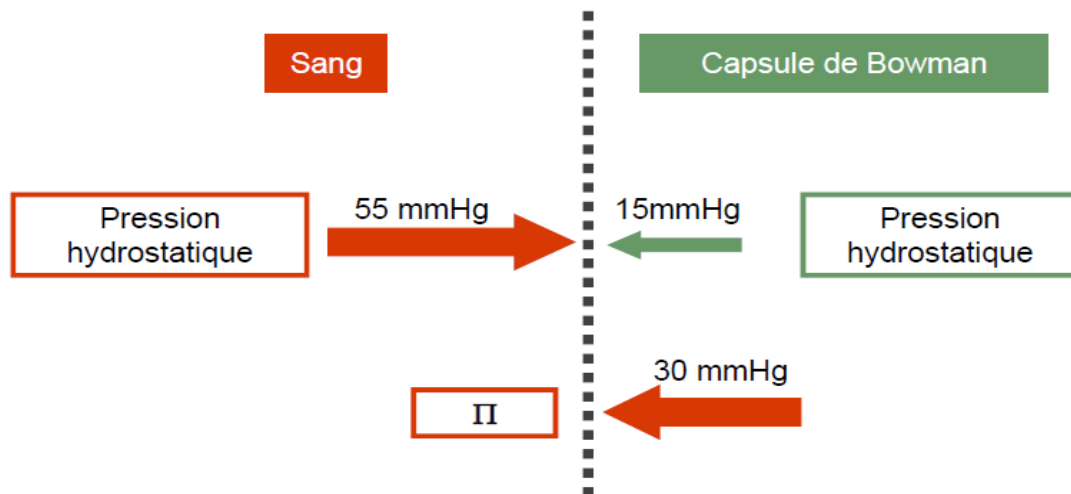 Sang
Capsule de Bowman
Pression
hydrostatique
55 mmHg
15mmHg
Pression
hydrostatique
30 mmHg
Π